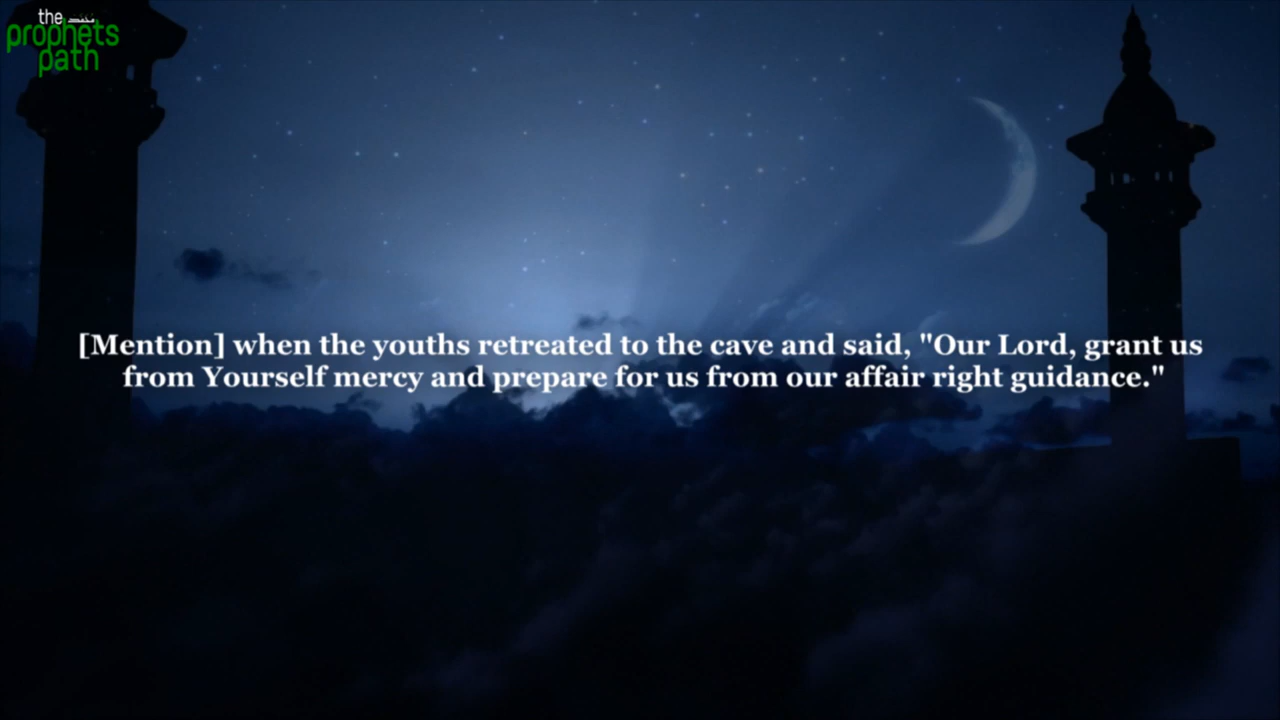 the محمد
prophets
path
[Mention] when the youths retreated to the cave and said, "Our Lord, grant us
from Yourself mercy and prepare for us from our affair right guidance."